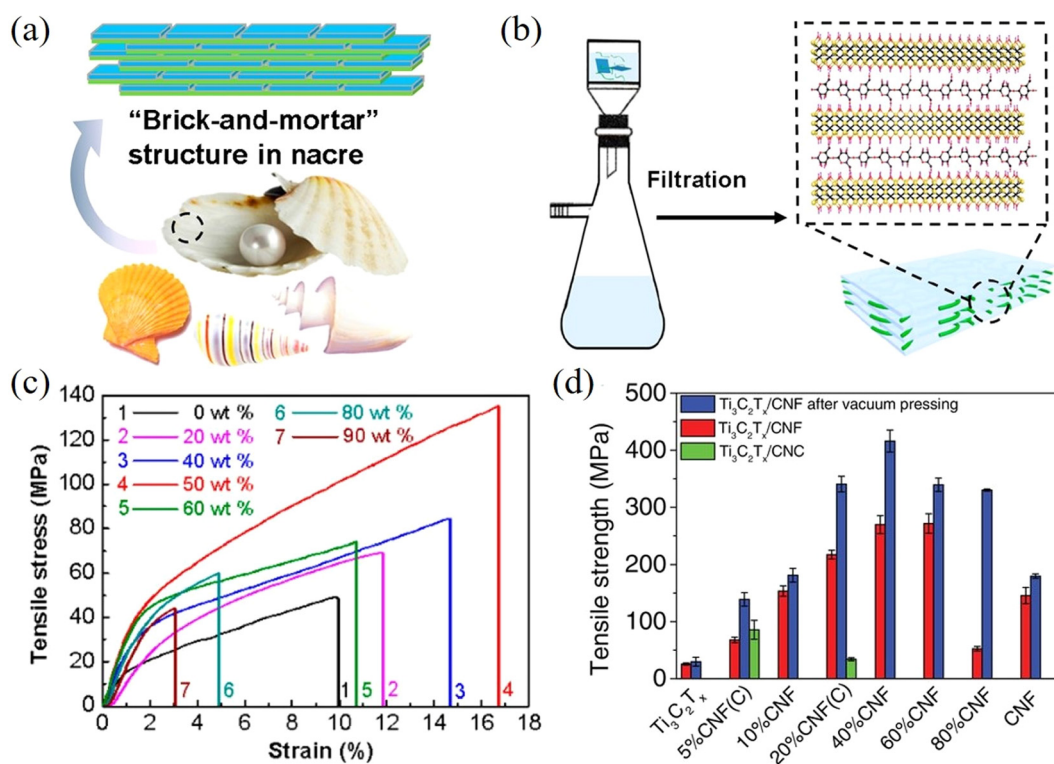 (a)
"Brick-and-mortar"
structure in nacre
(b)
Filtration
(c)
Tensile stress (MPa)
140
120
100
80
60
40
20
0
1 0 wt %
2 20 wt %
3 40 wt %
4 50 wt %
5 60 wt %
6 80 wt %
7 90 wt %
7 6 1 5 2 3 4
0 2 4 6 8 10 12 14 16 18
Strain (%)
(d)
Tensile strength (MPa)
500
400
300
200
100
0
Ti₃C₂Tₓ/CNF after vacuum pressing
Ti₃C₂Tₓ/CNF
Ti₃C₂Tₓ/CNC
Ti₃C₂Tₓ
5%CNF(C)
10%CNF
20%CNF(C)
40%CNF
60%CNF
80%CNF
CNF